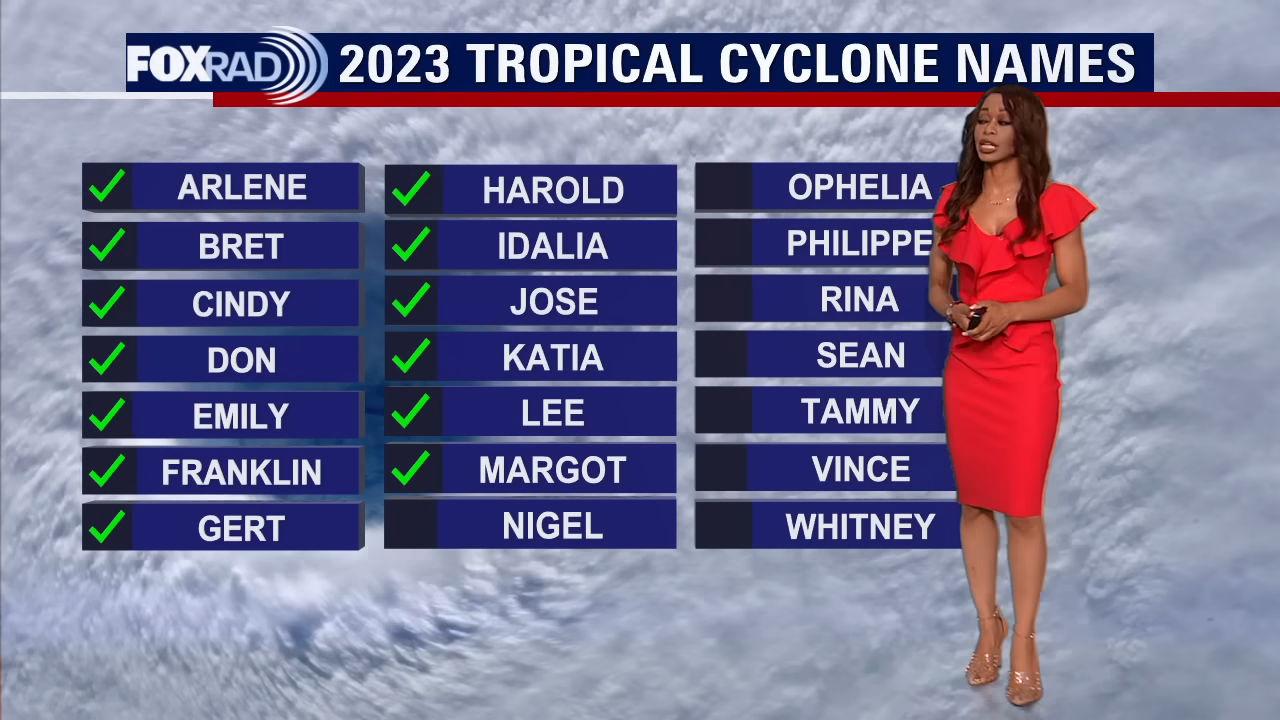 FOXRAD 2023 TROPICAL CYCLONE NAMES
ARLENE
BRET
CINDY
DON
EMILY
FRANKLIN
GERT
HAROLD
IDALIA
JOSE
KATIA
LEE
MARGOT
NIGEL
OPHELIA
PHILIPPE
RINA
SEAN
TAMMY
VINCE
WHITNEY